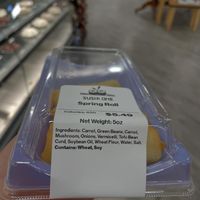 SUSHI ONE
Spring Roll
$5.49
Net Weight: 5oz
Ingredients: Carrot, Green Beans, Carrot,
Mushroom, Onions, Vermicelli, Tofu Bean
Curd, Soybean Oil, Wheat Flour, Water, Salt.
Contains: Wheat, Soy